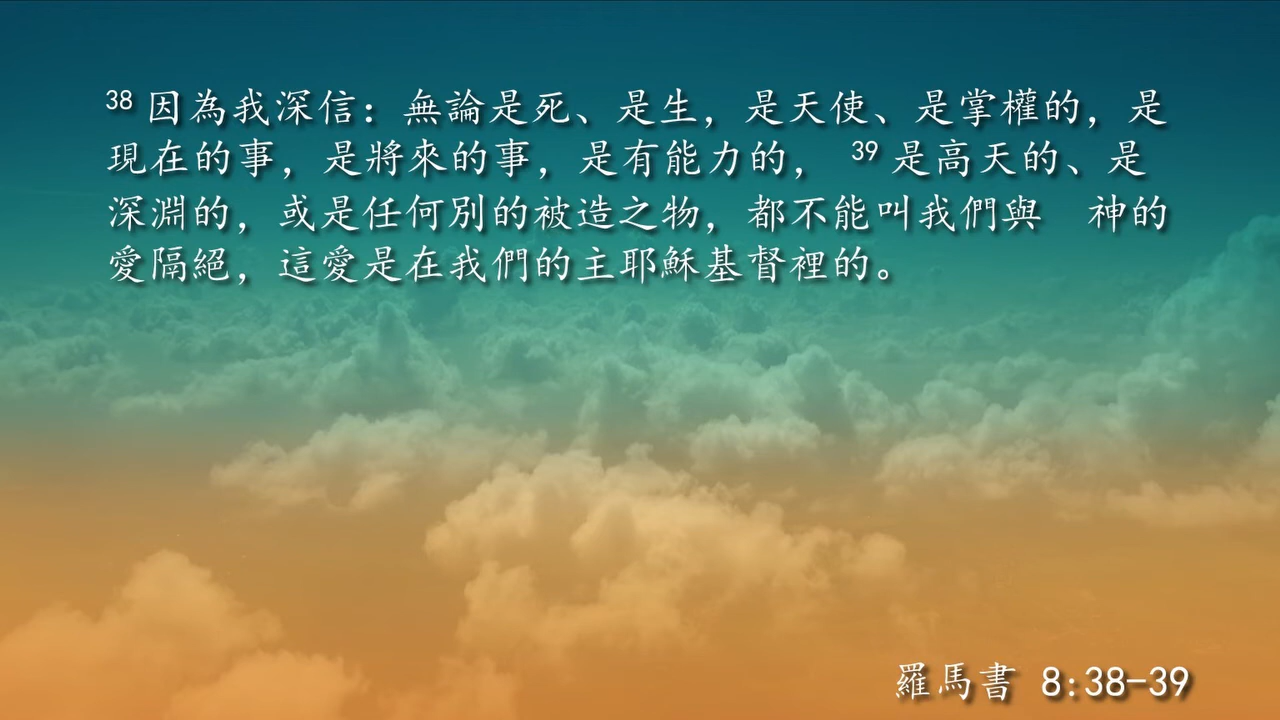 38 因為我深信：無論是死、是生，是天使、是掌權的，是
現在的事，是將來的事，是有能力的， 39 是高天的、是
深淵的，或是任何別的被造之物，都不能叫我們與　神的
愛隔絕，這愛是在我們的主耶穌基督裡的。
羅馬書 8:38-39